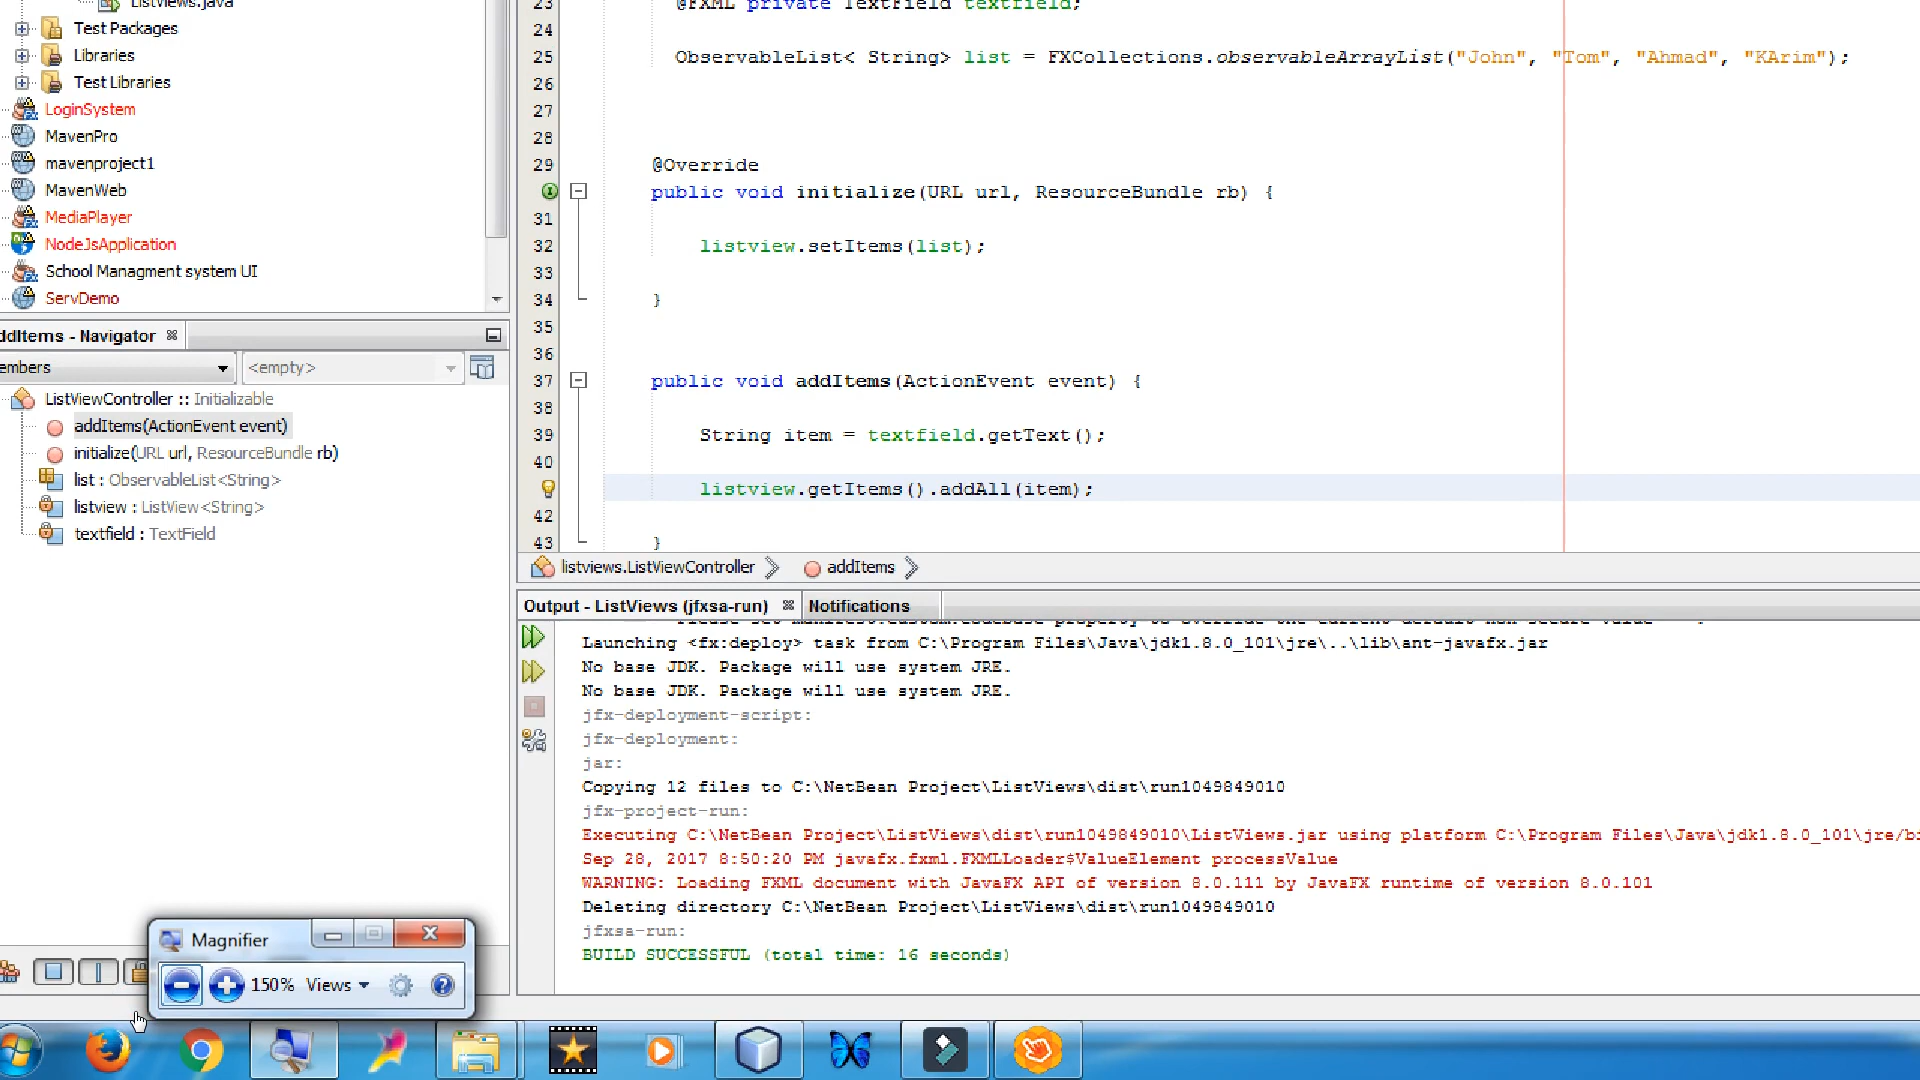 ListViews.java
Test Packages
Libraries
Test Libraries
LoginSystem
MavenPro
mavenproject1
MavenWeb
MediaPlayer
NodeJsApplication
School Managment system UI
ServDemo
ddItems - Navigator
embers
<empty>
ListViewController :: Initializable
addItems(ActionEvent event)
initialize(URL url, ResourceBundle rb)
list : ObservableList<String>
listview : ListView<String>
textfield : TextField
23 @FXML private TextField textfield;
24
25 ObservableList< String> list = FXCollections.observableArrayList("John", "Tom", "Ahmad", "KArim");
26
27
28
29 @Override
public void initialize(URL url, ResourceBundle rb) {
31
32 listview.setItems(list);
33
34 }
35
36
37 public void addItems(ActionEvent event) {
38
39 String item = textfield.getText();
40
listview.getItems().addAll(item);
42
43 }
listviews.ListViewController addItems
Output - ListViews (jfxsa-run) Notifications
Launching <fx:deploy> task from C:\Program Files\Java\jdk1.8.0_101\jre\..\lib\ant-javafx.jar
No base JDK. Package will use system JRE.
No base JDK. Package will use system JRE.
jfx-deployment-script:
jfx-deployment:
jar:
Copying 12 files to C:\NetBean Project\ListViews\dist\run1049849010
jfx-project-run:
Executing C:\NetBean Project\ListViews\dist\run1049849010\ListViews.jar using platform C:\Program Files\Java\jdk1.8.0_101\jre/b
Sep 28, 2017 8:50:20 PM javafx.fxml.FXMLLoader$ValueElement processValue
WARNING: Loading FXML document with JavaFX API of version 8.0.111 by JavaFX runtime of version 8.0.101
Deleting directory C:\NetBean Project\ListViews\dist\run1049849010
jfxsa-run:
BUILD SUCCESSFUL (total time: 16 seconds)
Magnifier
150% Views